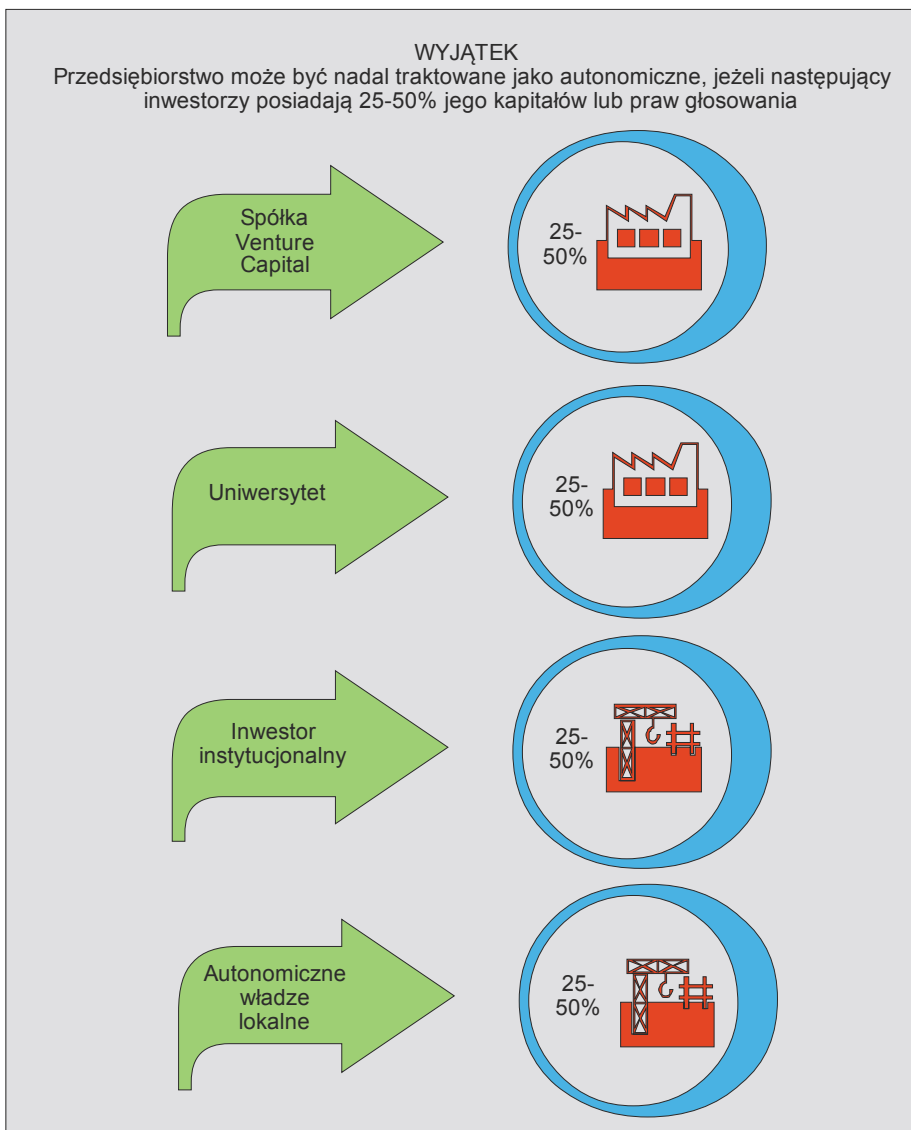 WYJĄTEK
Przedsiębiorstwo może być nadal traktowane jako autonomiczne, jeżeli następujący
inwestorzy posiadają 25-50% jego kapitałów lub praw głosowania
Spółka
Venture
Capital
25-
50%
Uniwersytet
25-
50%
Inwestor
instytucjonalny
25-
50%
Autonomiczne
władze
lokalne
25-
50%